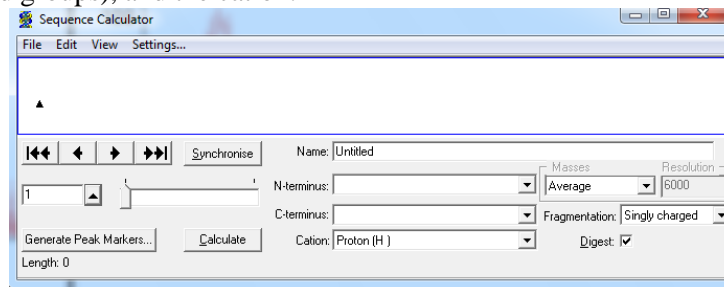 Sequence Calculator
File Edit View Settings...
Synchronise
Name: Untitled
Masses
Resolution
1
N-terminus:
Average
6000
C-terminus:
Fragmentation: Singly charged
Generate Peak Markers...
Calculate
Cation: Proton (H )
Digest:
Length: 0